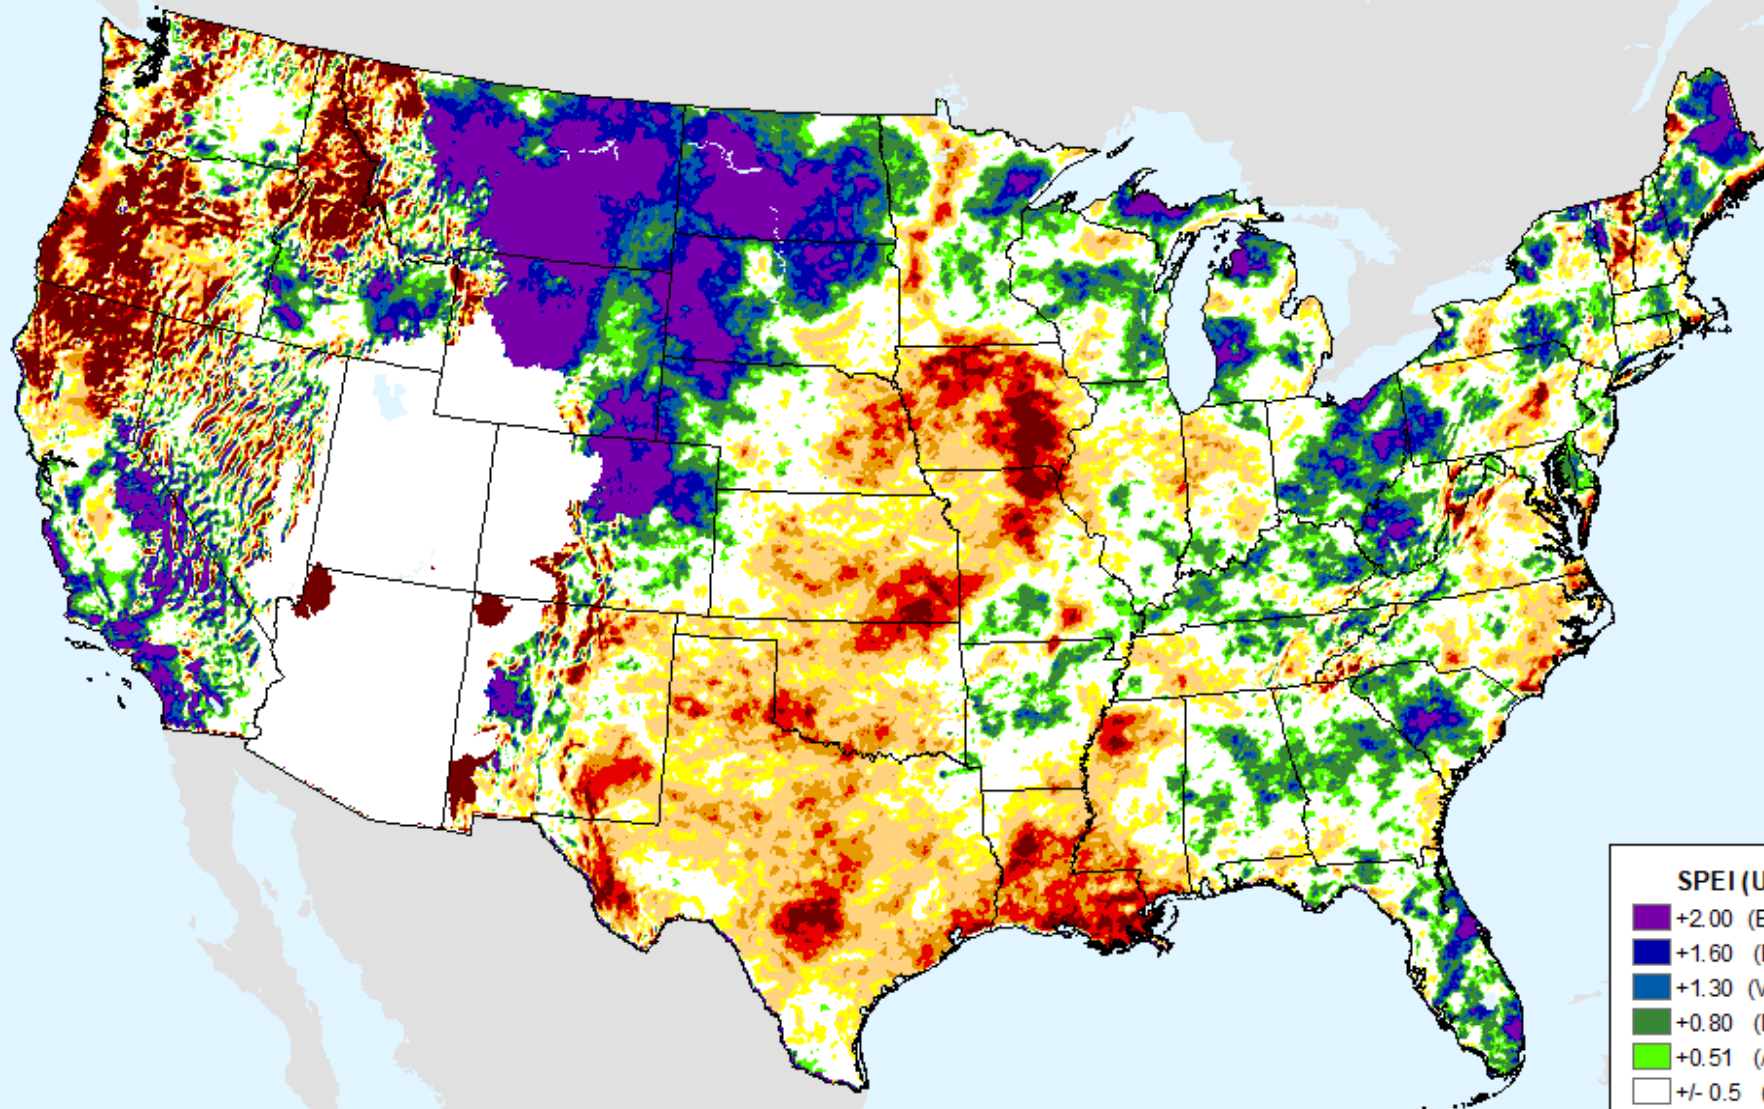 SPEI (U
+2.00 (E
+1.60 (
+1.30 (V
+0.80 (
+0.51 (
+/- 0.5 (